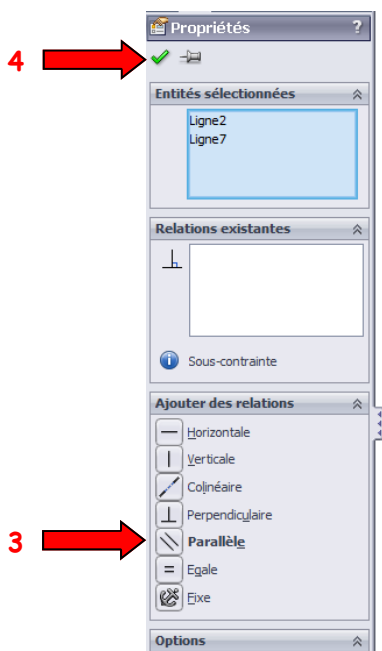 Propriétés ?
4
Entités sélectionnées
Ligne2
Ligne7
Relations existantes
Sous-contrainte
Ajouter des relations
Horizontale
Verticale
Colinéaire
Perpendiculaire
3 Parallèle
Egale
Fixe
Options